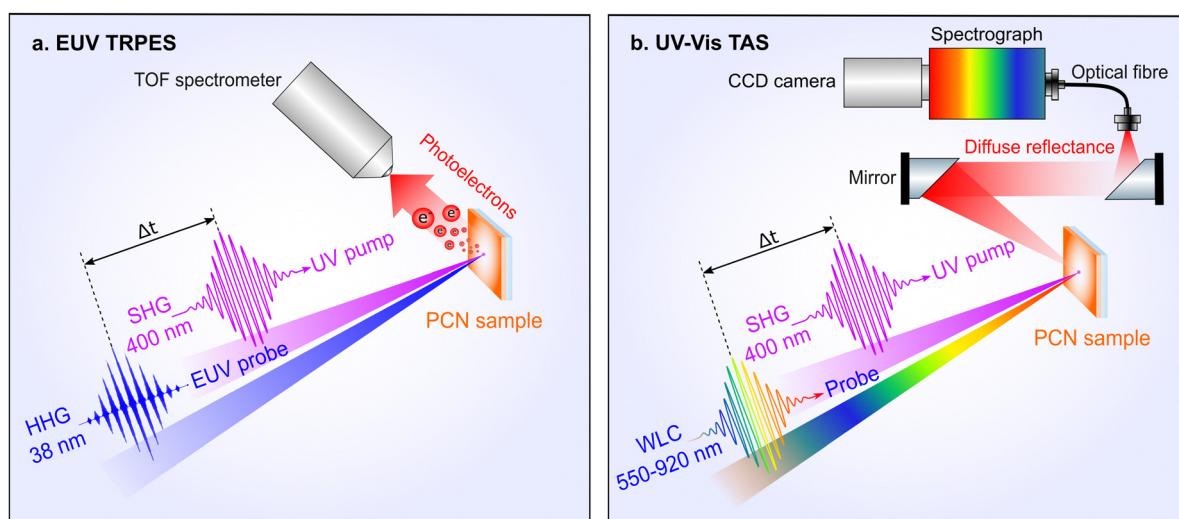 a. EUV TRPES
TOF spectrometer
Photoelectrons
e⁻
e⁻
e⁻
e⁻
e⁻
Δt
UV pump
SHG
400 nm
PCN sample
EUV probe
HHG
38 nm
b. UV-Vis TAS
Spectrograph
CCD camera
Optical fibre
Diffuse reflectance
Mirror
Δt
UV pump
SHG
400 nm
PCN sample
Probe
WLC
550-920 nm